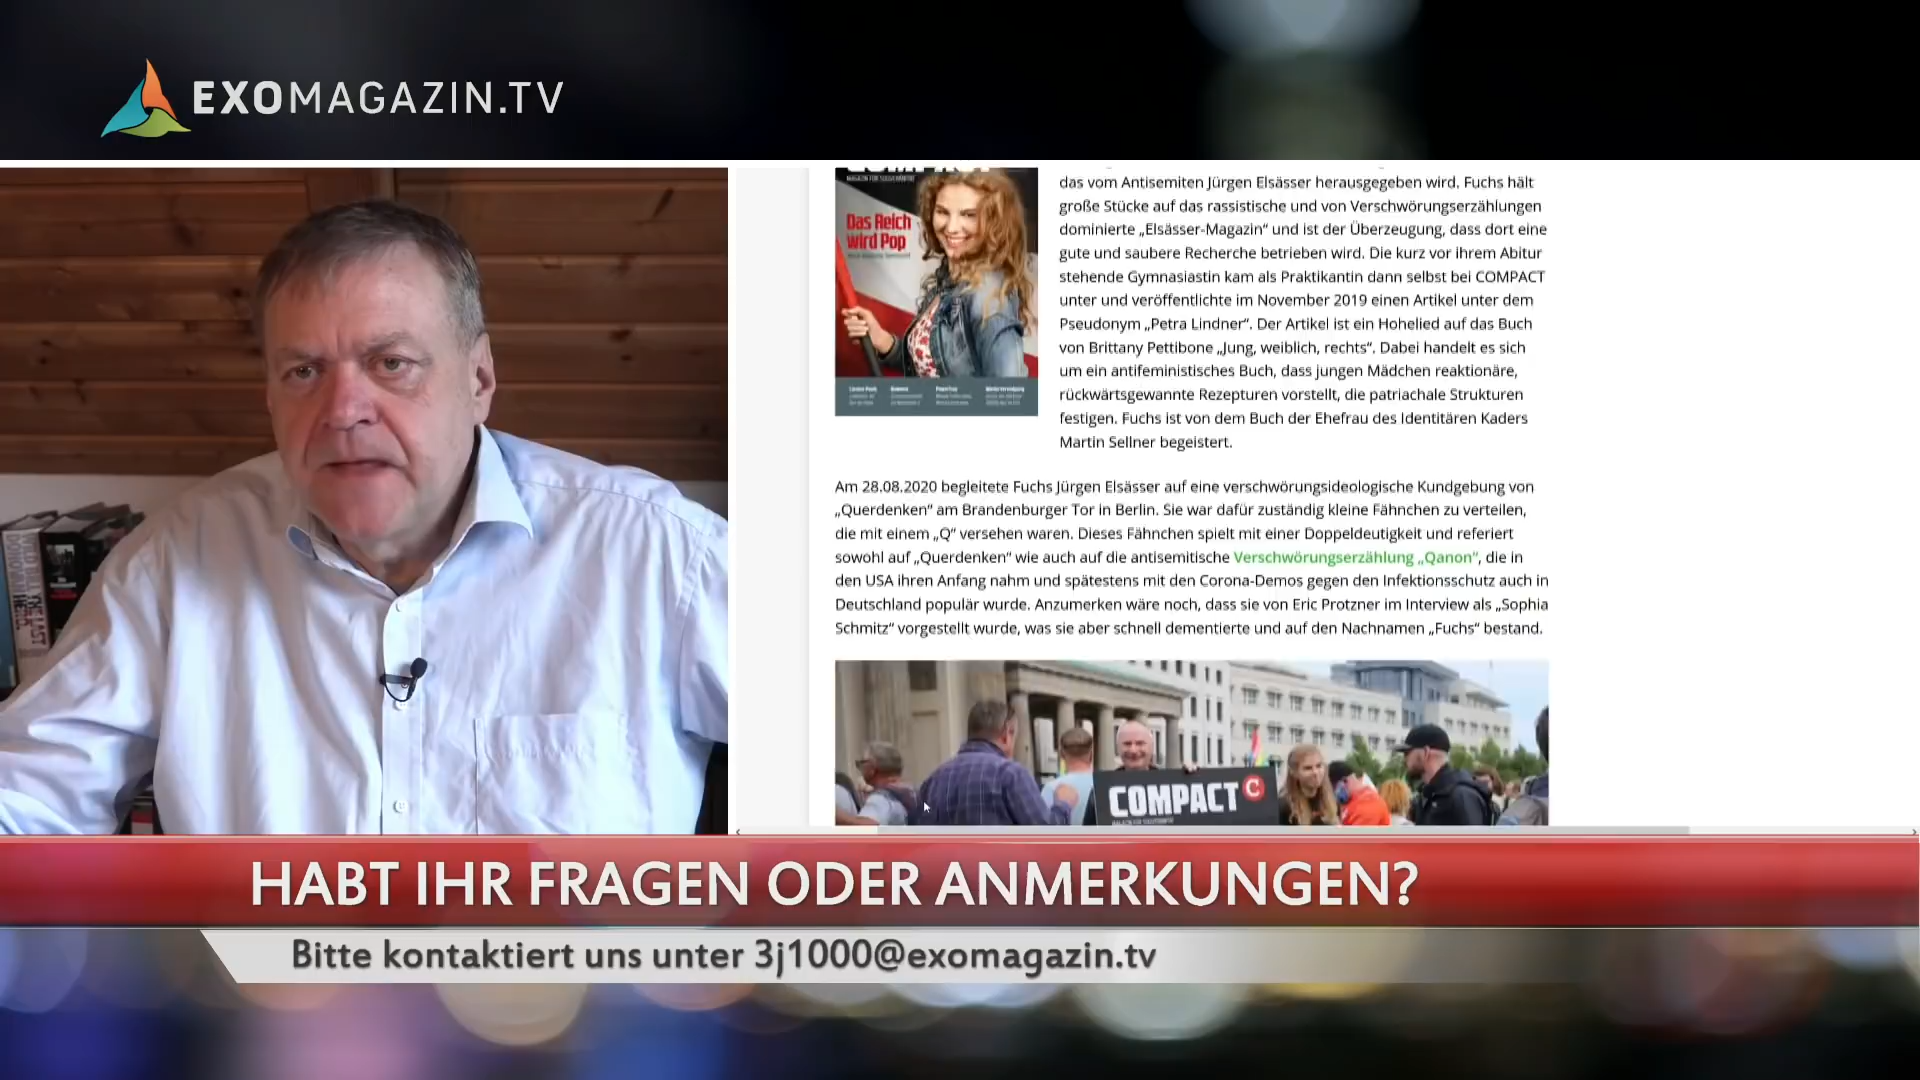 EXOMAGAZIN.TV
COMPACT
MAGAZIN FÜR SOUVERÄNITÄT
Das Reich
wird Pop
das vom Antisemiten Jürgen Elsässer herausgegeben wird. Fuchs hält
große Stücke auf das rassistische und von Verschwörungserzählungen
dominierte „Elsässer-Magazin“ und ist der Überzeugung, dass dort eine
gute und saubere Recherche betrieben wird. Die kurz vor ihrem Abitur
stehende Gymnasiastin kam als Praktikantin dann selbst bei COMPACT
unter und veröffentlichte im November 2019 einen Artikel unter dem
Pseudonym „Petra Lindner“. Der Artikel ist ein Hohelied auf das Buch
von Brittany Pettibone „Jung, weiblich, rechts“. Dabei handelt es sich
um ein antifeministisches Buch, dass jungen Mädchen reaktionäre,
rückwärtsgewannte Rezepturen vorstellt, die patriachale Strukturen
festigen. Fuchs ist von dem Buch der Ehefrau des Identitären Kaders
Martin Sellner begeistert.
Am 28.08.2020 begleitete Fuchs Jürgen Elsässer auf eine verschwörungsideologische Kundgebung von
„Querdenken“ am Brandenburger Tor in Berlin. Sie war dafür zuständig kleine Fähnchen zu verteilen,
die mit einem „Q“ versehen waren. Dieses Fähnchen spielt mit einer Doppeldeutigkeit und referiert
sowohl auf „Querdenken“ wie auch auf die antisemitische Verschwörungserzählung „Qanon“, die in
den USA ihren Anfang nahm und spätestens mit den Corona-Demos gegen den Infektionsschutz auch in
Deutschland populär wurde. Anzumerken wäre noch, dass sie von Eric Protzner im Interview als „Sophia
Schmitz“ vorgestellt wurde, was sie aber schnell dementierte und auf den Nachnamen „Fuchs“ bestand.
COMPACT C
MAGAZIN FÜR SOUVERÄNITÄT
HABT IHR FRAGEN ODER ANMERKUNGEN?
Bitte kontaktiert uns unter 3j1000@exomagazin.tv